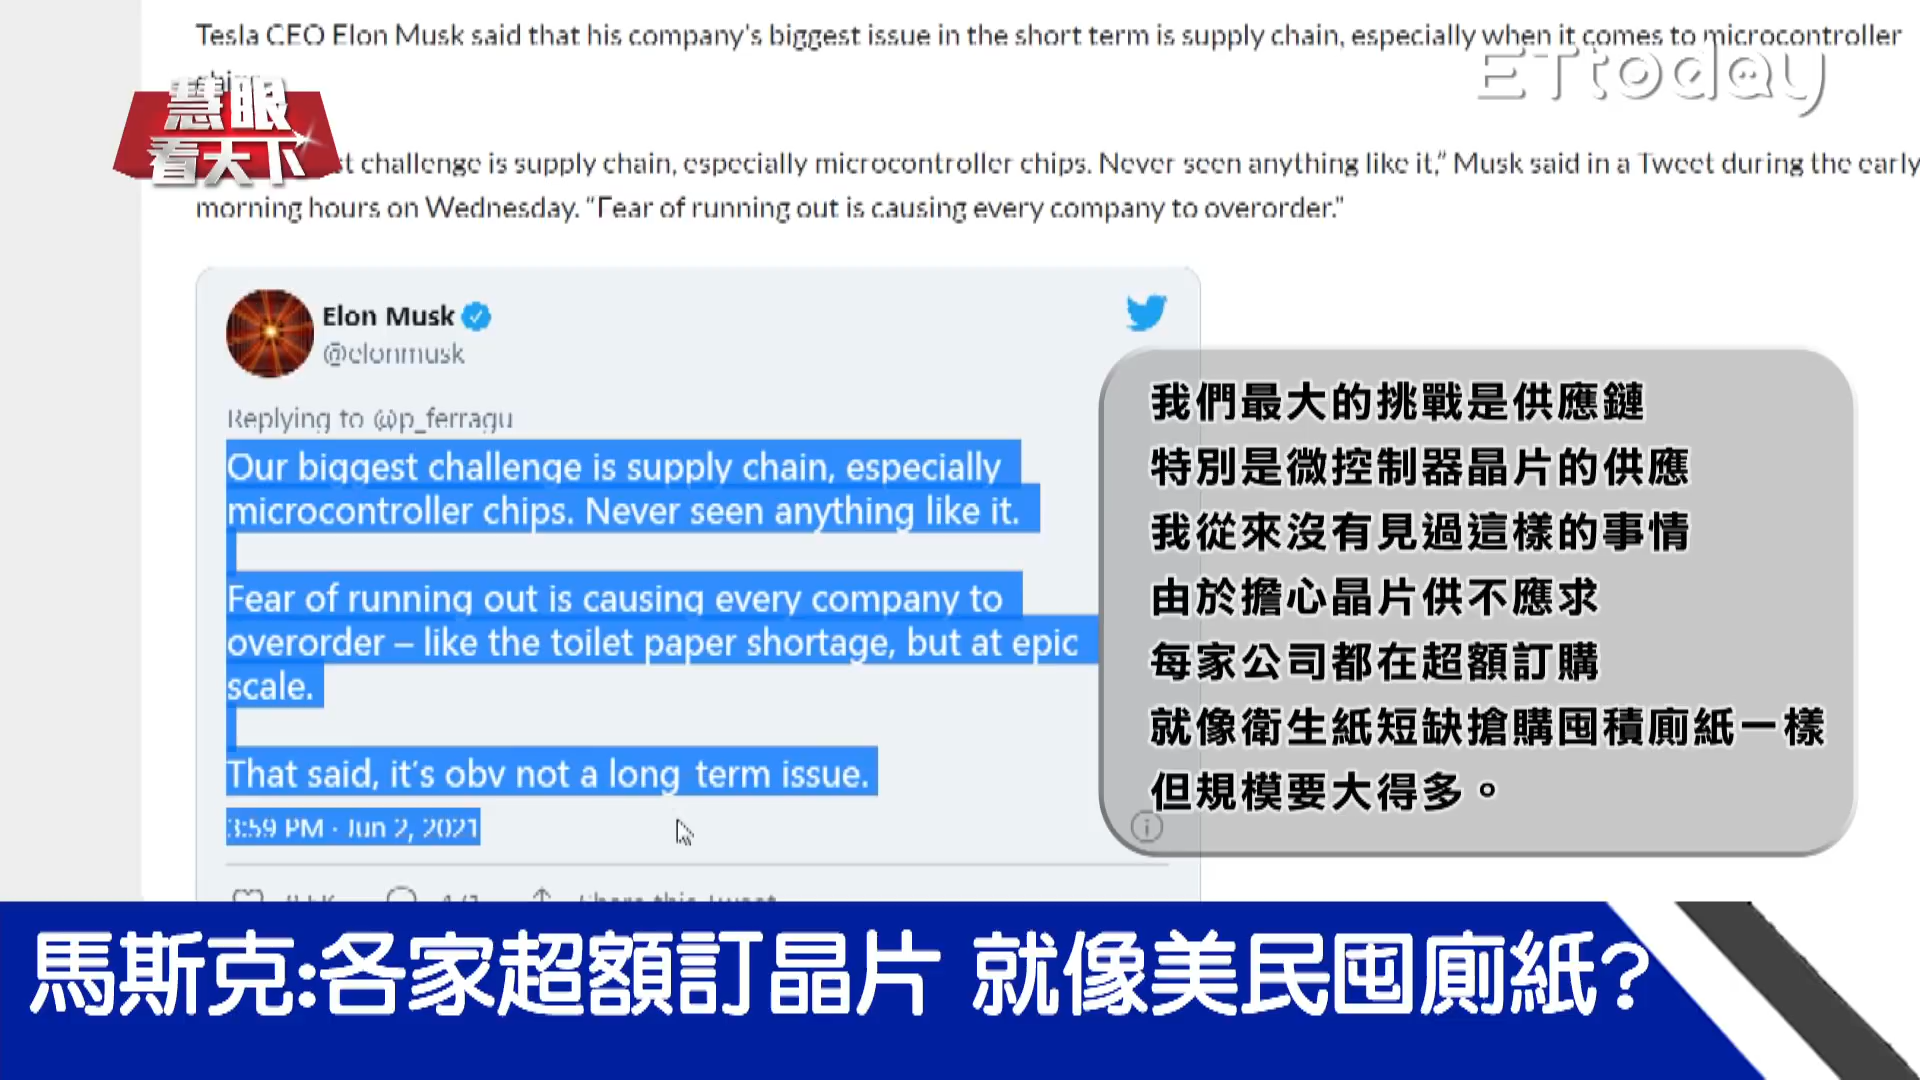 Tesla CEO Elon Musk said that his company's biggest issue in the short term is supply chain, especially when it comes to microcontroller
ETtoday
慧眼
看天下
challenge is supply chain, especially microcontroller chips. Never seen anything like it,” Musk said in a Tweet during the early
morning hours on Wednesday. “Fear of running out is causing every company to overorder.”
Elon Musk
@elonmusk
Replying to @p_ferragu
Our biggest challenge is supply chain, especially
microcontroller chips. Never seen anything like it.
Fear of running out is causing every company to
overorder – like the toilet paper shortage, but at epic
scale.
That said, it's obv not a long term issue.
3:59 PM · Jun 2, 2021
Share this Tweet
我們最大的挑戰是供應鏈
特別是微控制器晶片的供應
我從來沒有見過這樣的事情
由於擔心晶片供不應求
每家公司都在超額訂購
就像衛生紙短缺搶購囤積廁紙一樣
但規模要大得多。
馬斯克:各家超額訂晶片 就像美民囤廁紙?